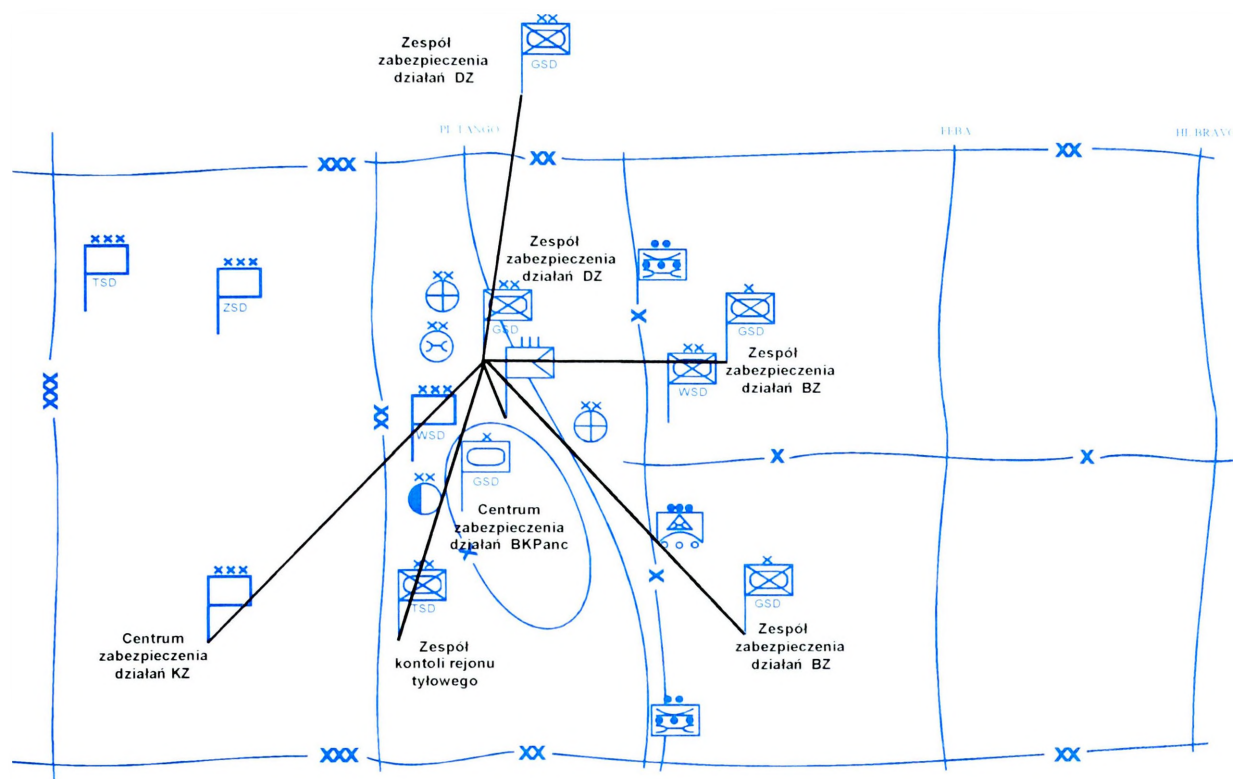 Zespół
zabezpieczenia
działań DZ
GSD
PL TANGO
FEBA
HL BRAVO
XXX
XX
XX
TSD
ZSD
Zespół
zabezpieczenia
działań DZ
GSD
GSD
X
WSD
Zespół
zabezpieczenia
działań BZ
XXX
XX
WSD
GSD
X
X
Centrum
zabezpieczenia
działań BKPanc
X
X
TSD
GSD
Centrum
zabezpieczenia
działań KZ
Zespół
kontoli rejonu
tyłowego
Zespół
zabezpieczenia
działań BZ
XXX
XX
XX